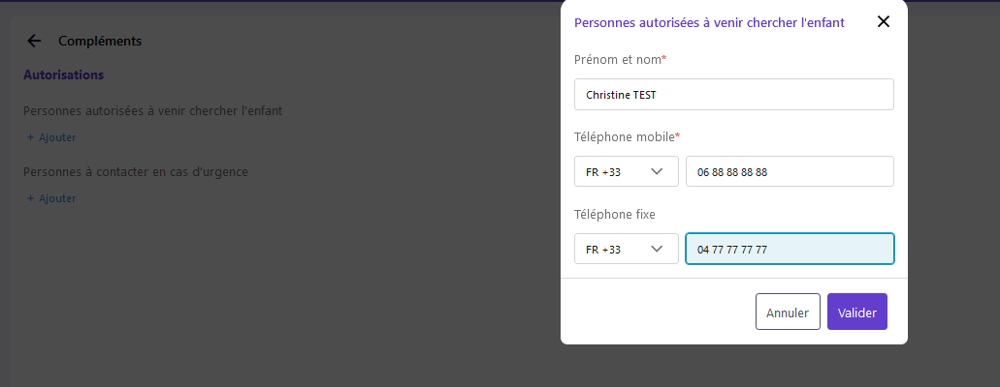 Compléments
Autorisations
Personnes autorisées à venir chercher l'enfant
+ Ajouter
Personnes à contacter en cas d'urgence
+ Ajouter
Personnes autorisées à venir chercher l'enfant
Prénom et nom*
Christine TEST
Téléphone mobile*
FR +33 06 88 88 88 88
Téléphone fixe
FR +33 04 77 77 77 77
Annuler Valider